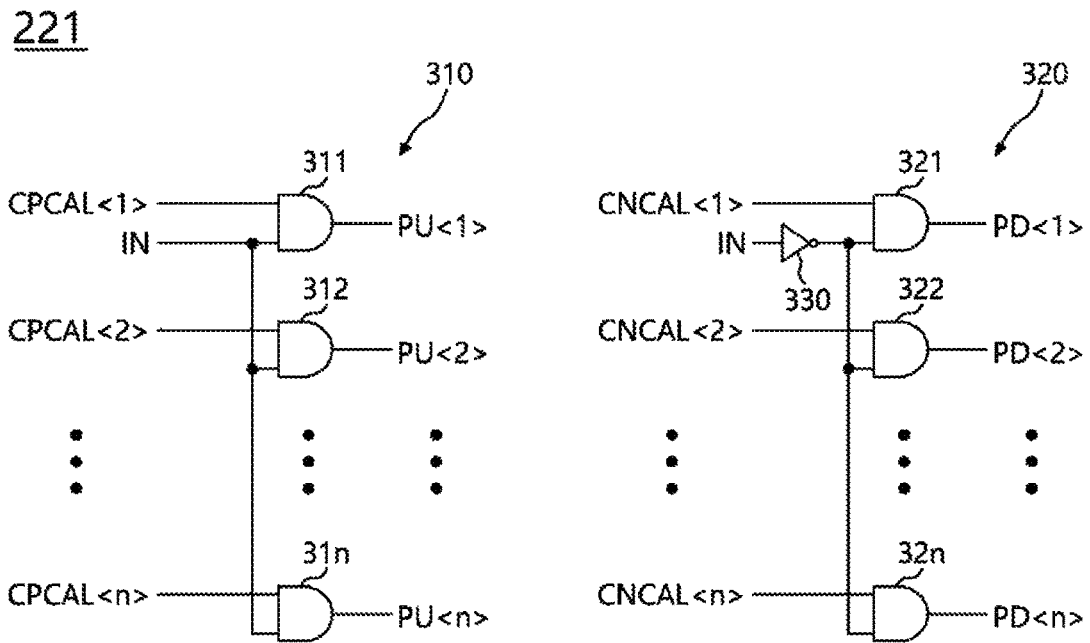 221
310
320
311
321
CPCAL<1>
PU<1>
CNCAL<1>
PD<1>
IN
IN
330
312
322
CPCAL<2>
PU<2>
CNCAL<2>
PD<2>
31n
32n
CPCAL<n>
PU<n>
CNCAL<n>
PD<n>